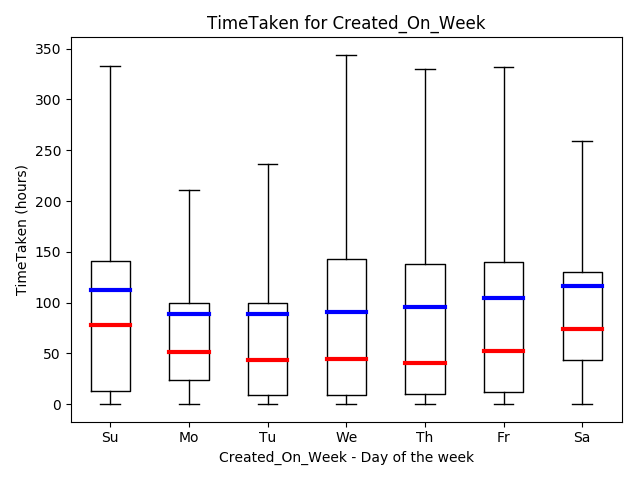 TimeTaken for Created_On_Week
TimeTaken (hours)
350
300
250
200
150
100
50
0
Su Mo Tu We Th Fr Sa
Created_On_Week - Day of the week